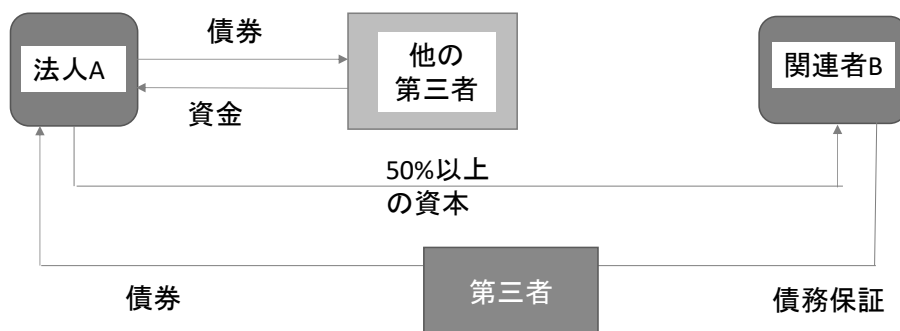 債券
法人A
他の
第三者
関連者B
資金
50%以上
の資本
第三者
債券
債務保証